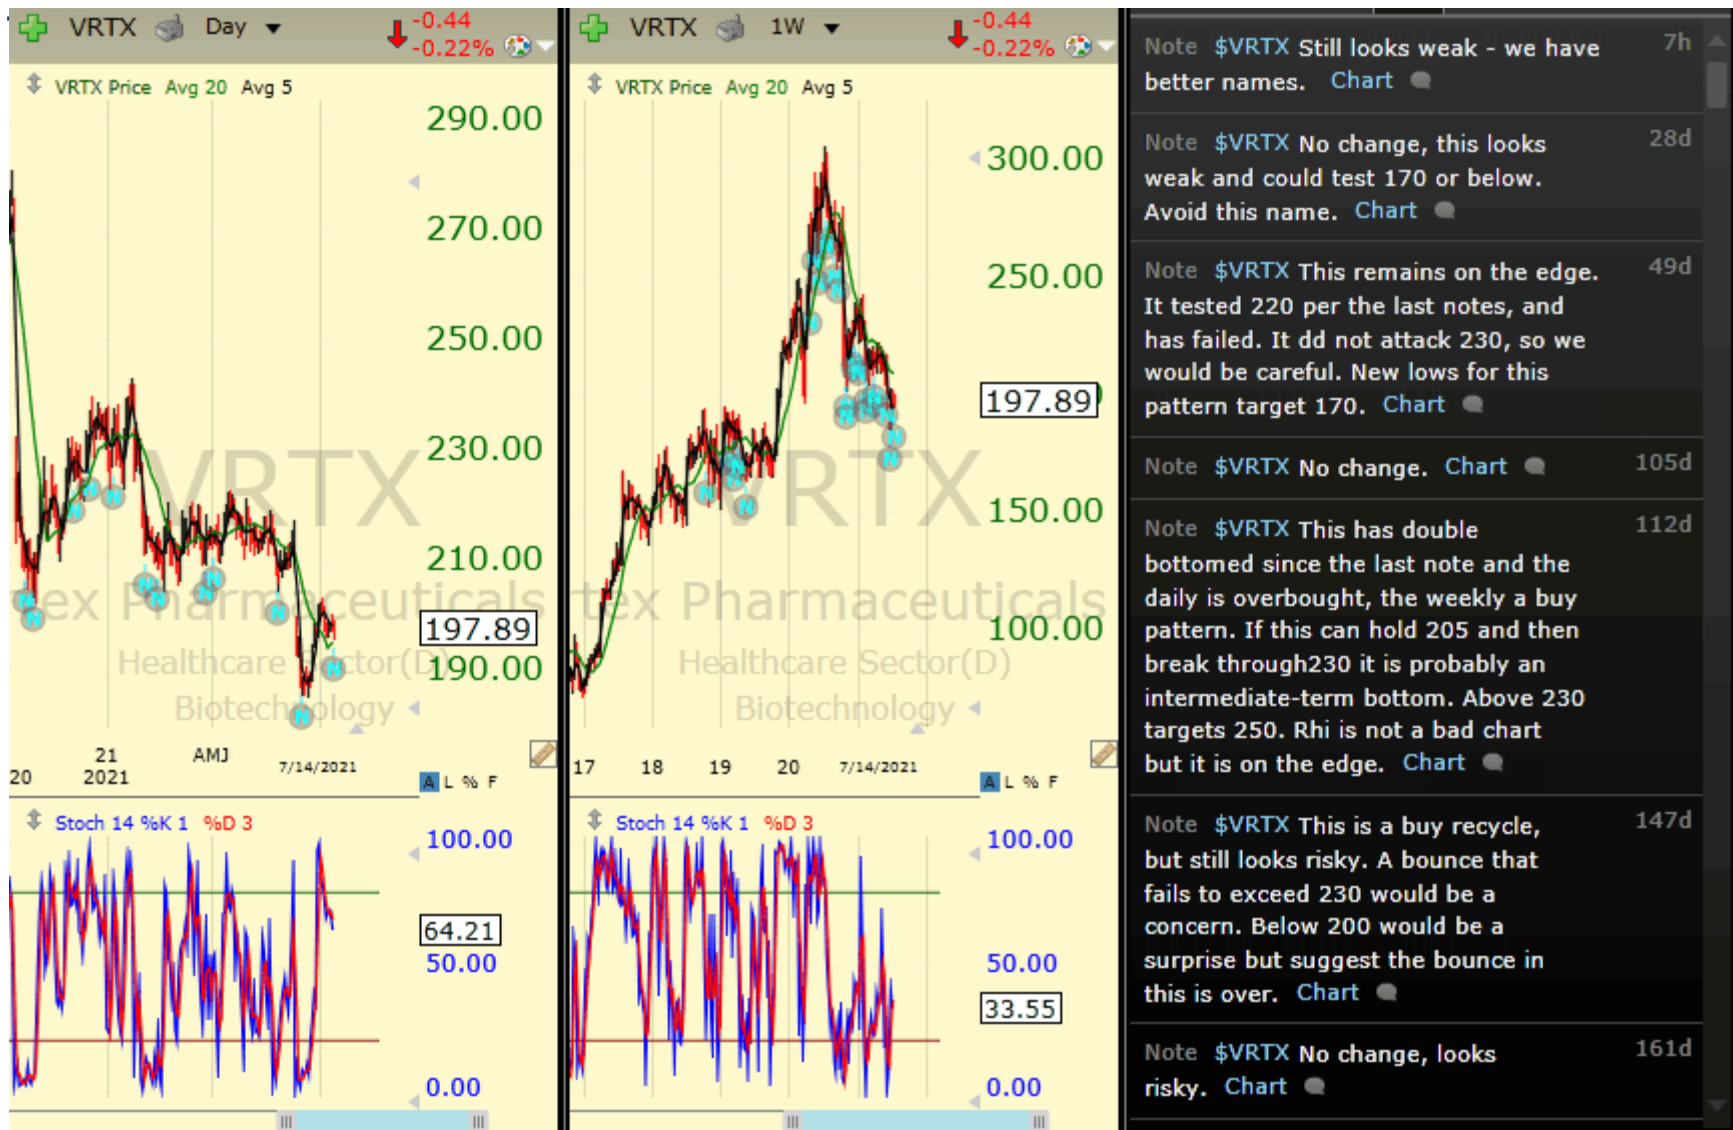 VRTX Day
-0.44
-0.22%
VRTX Price Avg 20 Avg 5
290.00
270.00
250.00
230.00
210.00
197.89
190.00
VRTX
ex Pharmaceuticals
Healthcare Sector(D)
Biotechnology
N
N
N
N
N
N
N
N
N
N
N
N
20
21
2021
AMJ
7/14/2021
A L % F
Stoch 14 %K 1 %D 3
100.00
64.21
50.00
0.00
VRTX 1W
-0.44
-0.22%
VRTX Price Avg 20 Avg 5
300.00
250.00
197.89
150.00
100.00
VRTX
tex Pharmaceuticals
Healthcare Sector(D)
Biotechnology
17 18 19 20 7/14/2021
A L % F
Stoch 14 %K 1 %D 3
100.00
50.00
33.55
0.00
Note $VRTX Still looks weak - we have 7h
better names. Chart
Note $VRTX No change, this looks 28d
weak and could test 170 or below.
Avoid this name. Chart
Note $VRTX This remains on the edge. 49d
It tested 220 per the last notes, and
has failed. It dd not attack 230, so we
would be careful. New lows for this
pattern target 170. Chart
Note $VRTX No change. Chart 105d
Note $VRTX This has double 112d
bottomed since the last note and the
daily is overbought, the weekly a buy
pattern. If this can hold 205 and then
break through230 it is probably an
intermediate-term bottom. Above 230
targets 250. Rhi is not a bad chart
but it is on the edge. Chart
Note $VRTX This is a buy recycle, 147d
but still looks risky. A bounce that
fails to exceed 230 would be a
concern. Below 200 would be a
surprise but suggest the bounce in
this is over. Chart
Note $VRTX No change, looks 161d
risky. Chart